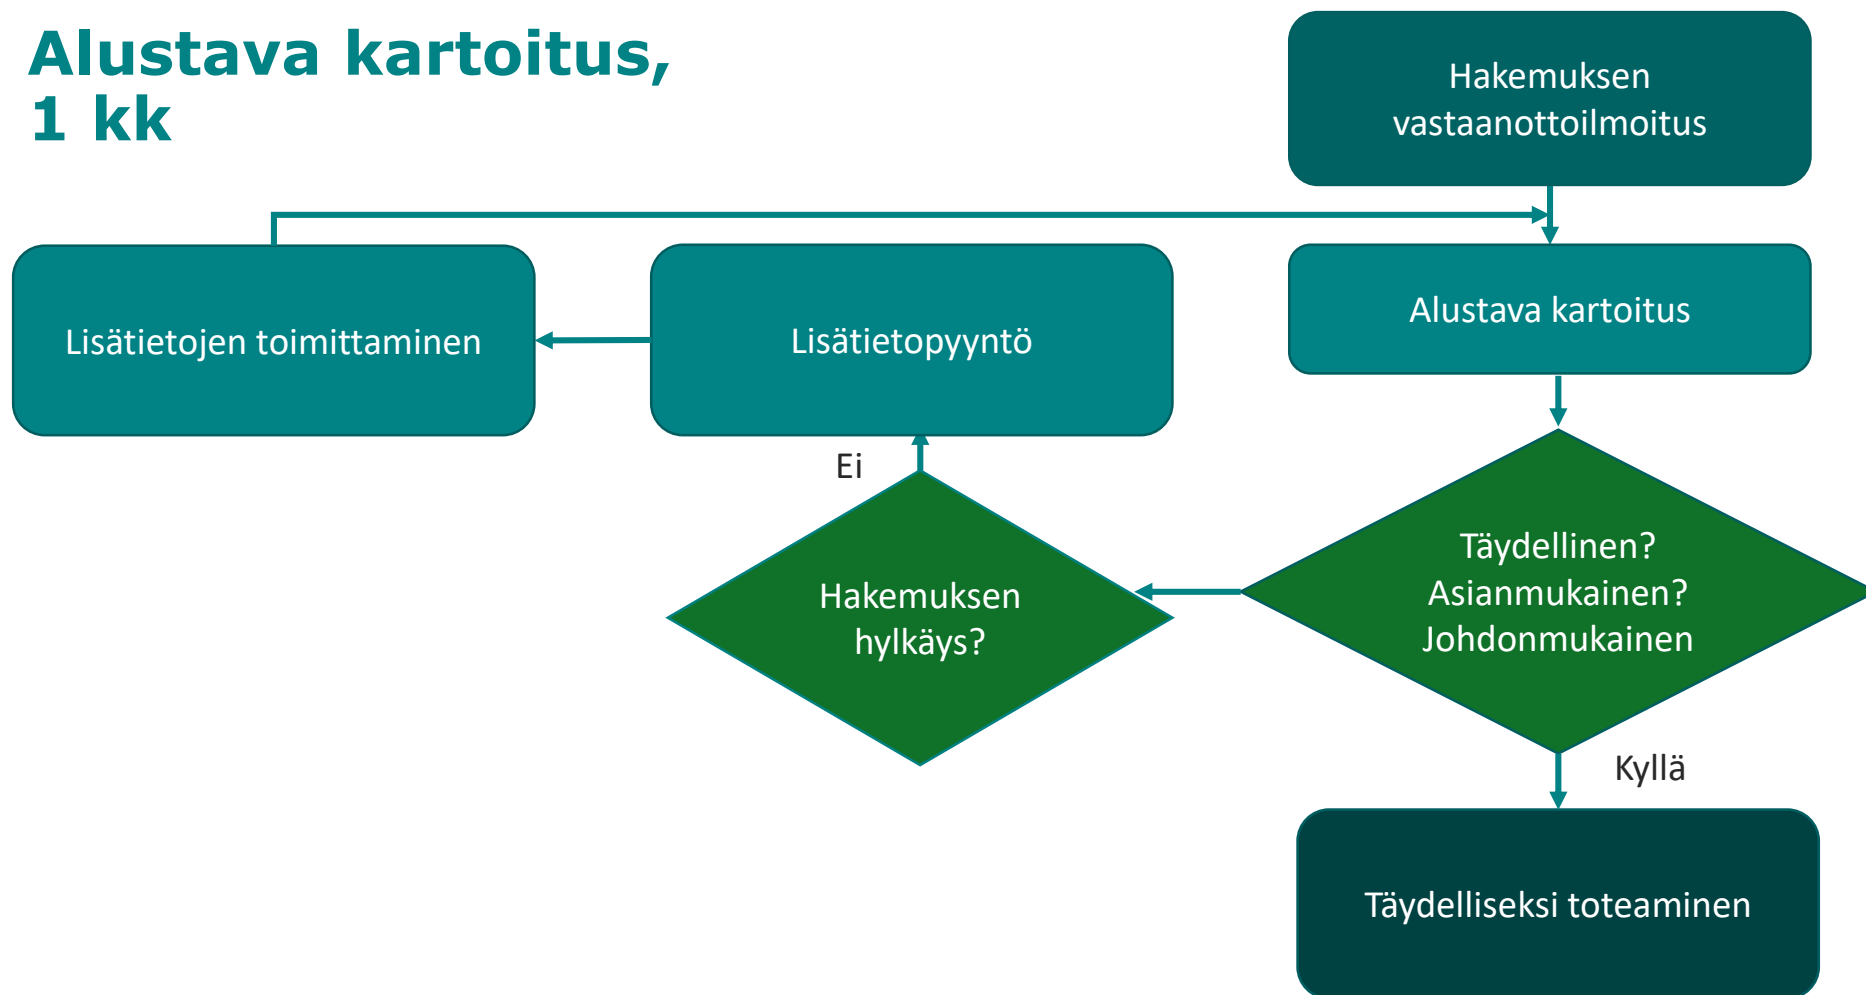 Alustava kartoitus,
1 kk
Hakemuksen
vastaanottoilmoitus
Lisätietojen toimittaminen
Lisätietopyyntö
Alustava kartoitus
Ei
Hakemuksen
hylkäys?
Täydellinen?
Asianmukainen?
Johdonmukainen
Kyllä
Täydelliseksi toteaminen